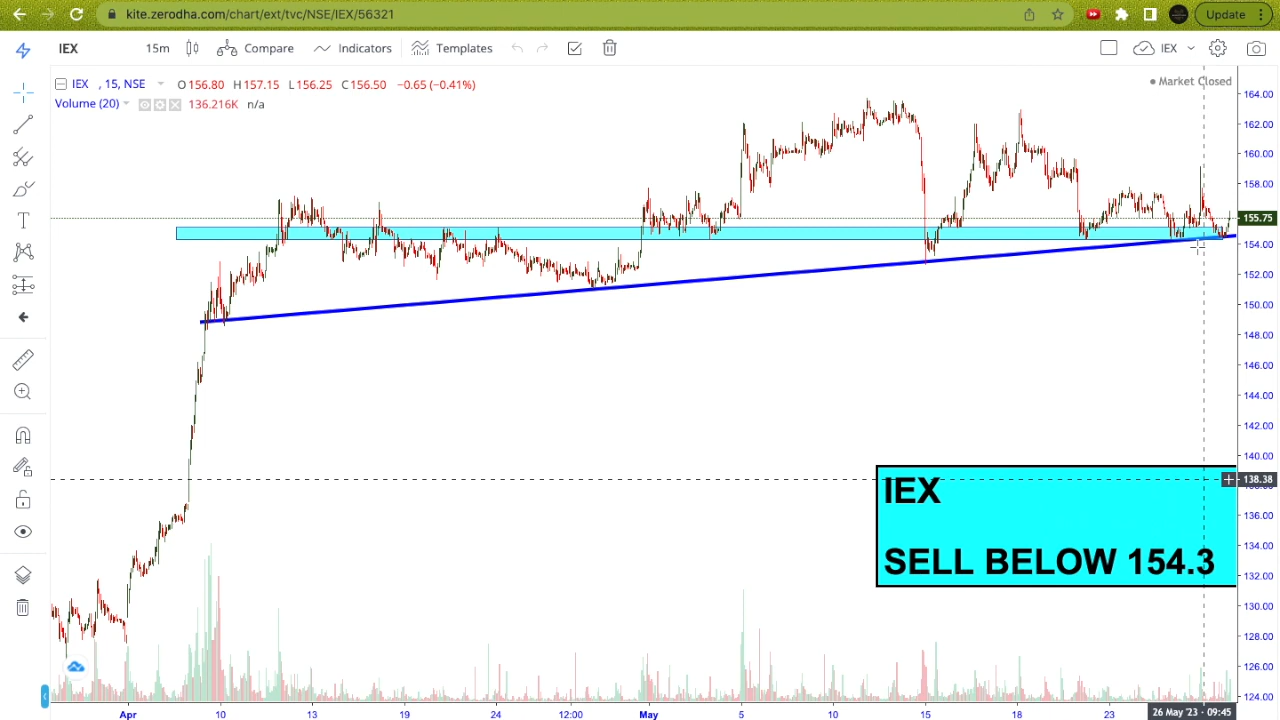 kite.zerodha.com/chart/ext/tvc/NSE/IEX/56321
Update
IEX 15m Compare Indicators Templates IEX
IEX , 15, NSE O156.80 H157.15 L156.25 C156.50 −0.65 (−0.41%)
Market Closed
Volume (20) 136.216K n/a
164.00
162.00
160.00
158.00
155.75
154.00
152.00
150.00
148.00
146.00
144.00
142.00
140.00
138.38
136.00
134.00
132.00
130.00
128.00
126.00
124.00
IEX
SELL BELOW 154.3
Apr 10 13 19 24 12:00 May 5 10 15 18 23 26 May '23 · 09:45